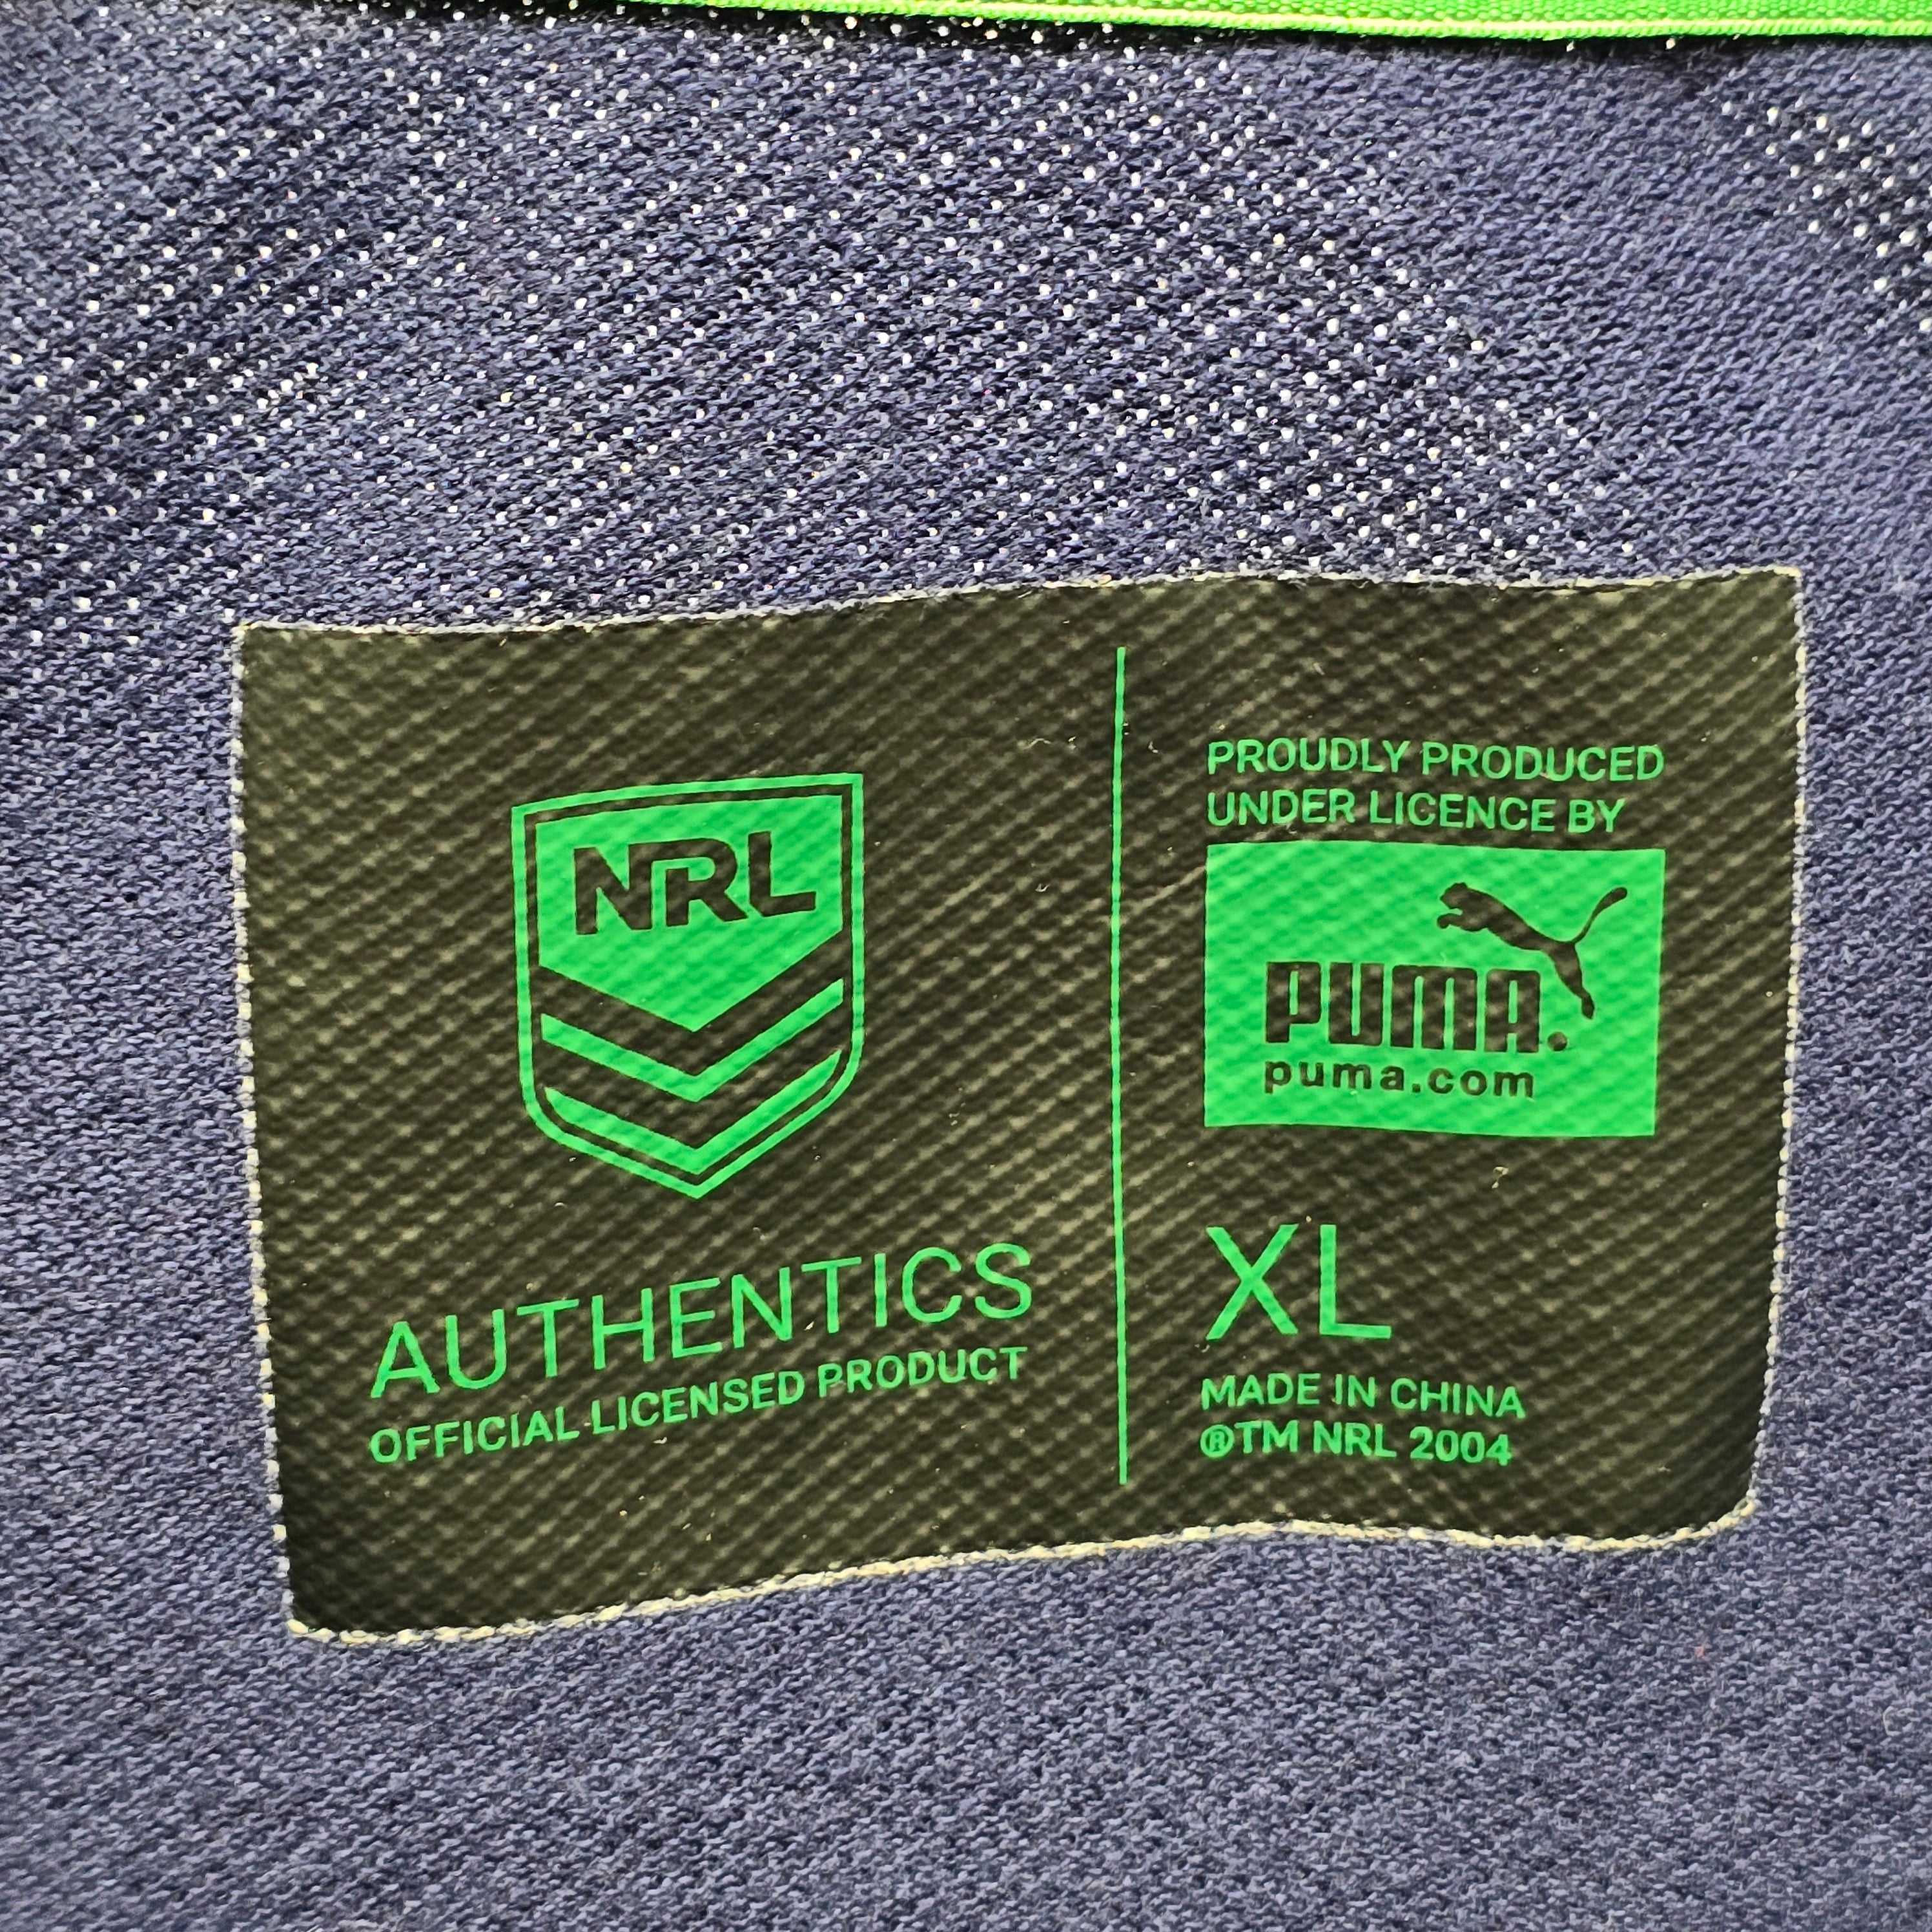 NRL
AUTHENTICS
OFFICIAL LICENSED PRODUCT
PROUDLY PRODUCED
UNDER LICENCE BY
PUMA.
puma.com
XL
MADE IN CHINA
®TM NRL 2004